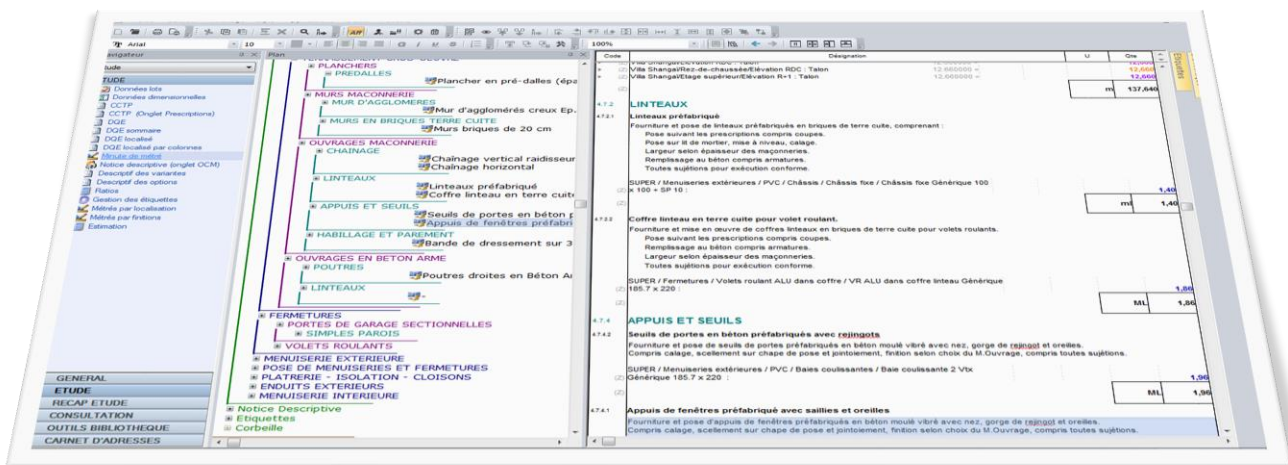 Arial 10 100%
Navigateur
Plan
Code Désignation U Qte
Etiquettes
ETUDE
Données lots
Données dimensionnelles
CCTP
CCTP (Onglet Prescriptions)
DQE
DQE sommaire
DQE localisé
DQE localisé par colonnes
Minute de métré
Notice descriptive (onglet OCM)
Descriptif des variantes
Descriptif des options
Ratios
Gestion des étiquettes
Métrés par localisation
Métrés par finitions
Estimation
GENERAL
ETUDE
RECAP ETUDE
CONSULTATION
OUTILS BIBLIOTHEQUE
CARNET D'ADRESSES
PLANCHERS
PREDALLES
Plancher en pré-dalles (épa
MURS MACONNERIE
MUR D'AGGLOMERES
Mur d'agglomérés creux Ep.
MURS EN BRIQUES TERRE CUITE
Murs briques de 20 cm
OUVRAGES MACONNERIE
CHAINAGE
Chaînage vertical raidisseur
Chaînage horizontal
LINTEAUX
Linteaux préfabriqué
Coffre linteau en terre cuite
APPUIS ET SEUILS
Seuils de portes en béton p
Appuis de fenêtres préfabri
HABILLAGE ET PAREMENT
Bande de dressement sur 3
OUVRAGES EN BETON ARME
POUTRES
Poutres droites en Béton Ar
LINTEAUX
-
FERMETURES
PORTES DE GARAGE SECTIONNELLES
SIMPLES PAROIS
VOLETS ROULANTS
MENUISERIE EXTERIEURE
POSE DE MENUISERIES ET FERMETURES
PLATRERIE - ISOLATION - CLOISONS
ENDUITS EXTERIEURS
MENUISERIE INTERIEURE
Notice Descriptive
Etiquettes
Corbeille
Villa Shangaï/Rez-de-chaussée/Elévation RDC : Talon 12,660000 = 12,660
Villa Shangaï/Etage supérieur/Elévation R+1 : Talon 12,660000 = 12,660
m 137,640
4.7.2 LINTEAUX
4.7.2.1 Linteaux préfabriqué
Fourniture et pose de linteaux préfabriqués en briques de terre cuite, comprenant :
Pose suivant les prescriptions compris coupes.
Pose sur lit de mortier, mise à niveau, calage.
Largeur selon épaisseur des maçonneries.
Remplissage au béton compris armatures.
Toutes sujétions pour exécution conforme.
SUPER / Menuiseries extérieures / PVC / Châssis / Châssis fixe / Châssis fixe Générique 100
(Z) x 100 + SP 10 : 1,40
(Z) ml 1,40
4.7.2.2 Coffre linteau en terre cuite pour volet roulant.
Fourniture et mise en œuvre de coffres linteaux en briques de terre cuite pour volets roulants.
Pose suivant les prescriptions compris coupes.
Remplissage au béton compris armatures.
Largeur selon épaisseur des maçonneries.
Toutes sujétions pour exécution conforme.
SUPER / Fermetures / Volets roulant ALU dans coffre / VR ALU dans coffre linteau Générique
(Z) 185.7 x 220 : 1,86
(Z) ML 1,86
4.7.4 APPUIS ET SEUILS
4.7.4.2 Seuils de portes en béton préfabriqués avec rejingots
Fourniture et pose de seuils de portes préfabriqués en béton moulé vibré avec nez, gorge de rejingot et oreilles.
Compris calage, scellement sur chape de pose et jointoiement, finition selon choix du M.Ouvrage, compris toutes sujétions.
SUPER / Menuiseries extérieures / PVC / Baies coulissantes / Baie coulissante 2 Vtx
(Z) Générique 185.7 x 220 : 1,96
(Z) ML 1,96
4.7.4.1 Appuis de fenêtres préfabriqué avec saillies et oreilles
Fourniture et pose d'appuis de fenêtres préfabriqués en béton moulé vibré avec nez, gorge de rejingot et oreilles.
Compris calage, scellement sur chape de pose et jointoiement, finition selon choix du M.Ouvrage, compris toutes sujétions.